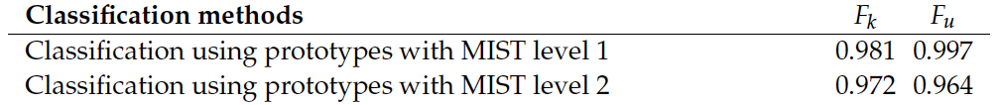 Classification methods F_k F_u
Classification using prototypes with MIST level 1 0.981 0.997
Classification using prototypes with MIST level 2 0.972 0.964